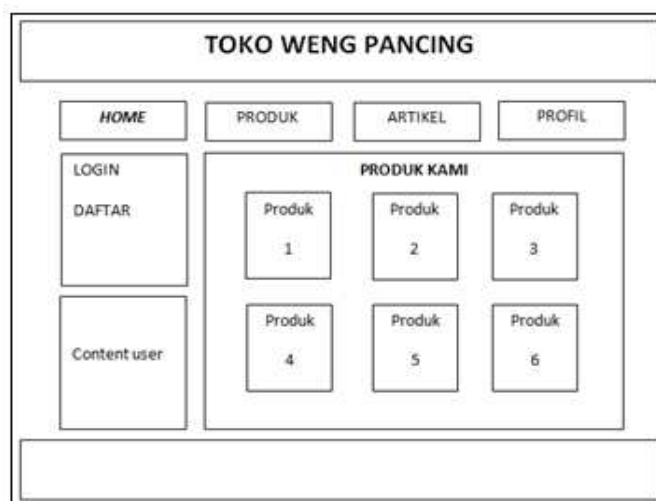 TOKO WENG PANCING
HOME
PRODUK
ARTIKEL
PROFIL
LOGIN
DAFTAR
Content user
PRODUK KAMI
Produk
1
Produk
2
Produk
3
Produk
4
Produk
5
Produk
6